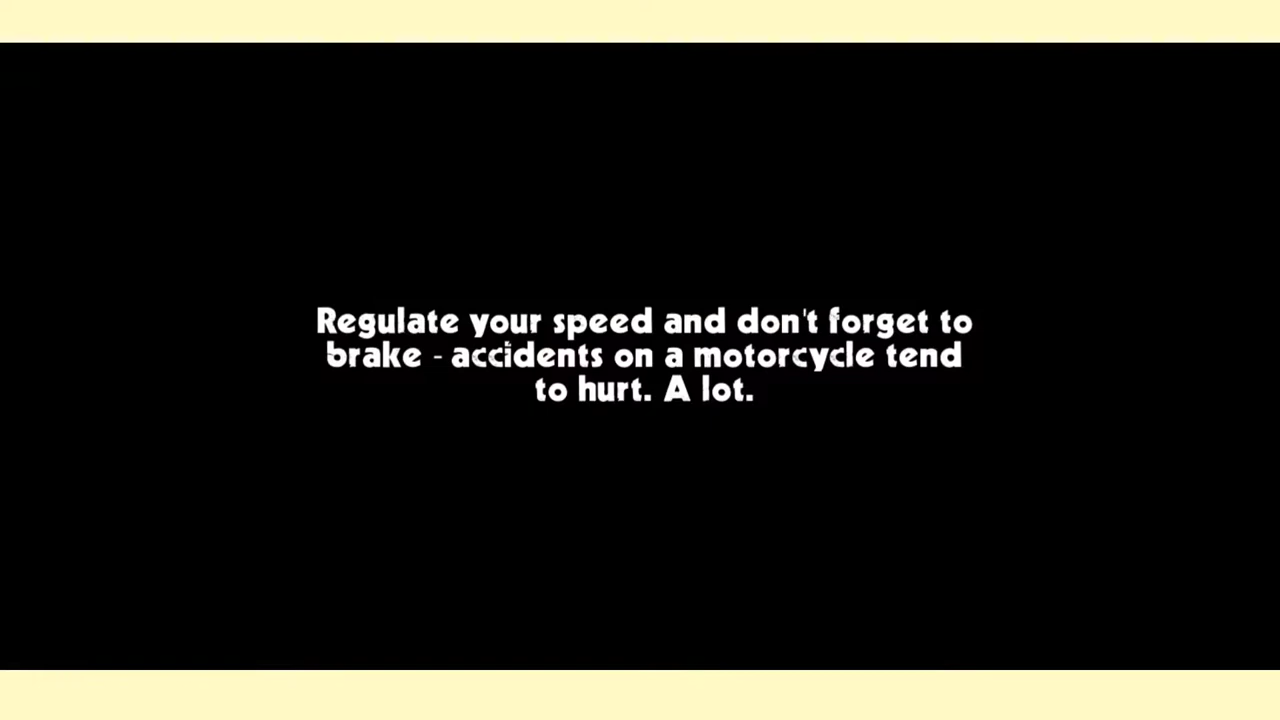 Regulate your speed and don't forget to
brake - accidents on a motorcycle tend
to hurt. A lot.